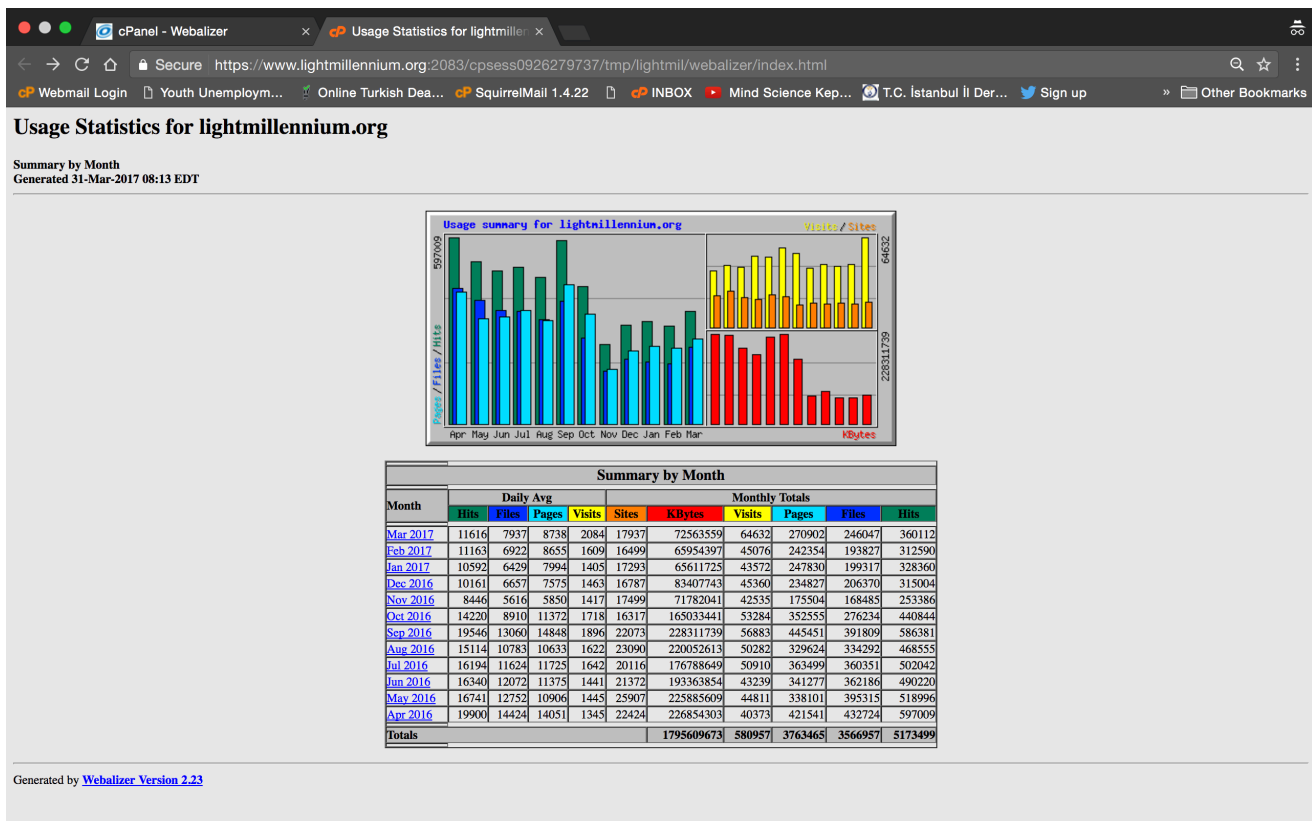 cPanel - Webalizer × Usage Statistics for lightmillen ×
Secure https://www.lightmillennium.org:2083/cpsess0926279737/tmp/lightmil/webalizer/index.html
Webmail Login Youth Unemploym... Online Turkish Dea... SquirrelMail 1.4.22 INBOX Mind Science Kep... T.C. İstanbul İl Der... Sign up » Other Bookmarks
Usage Statistics for lightmillennium.org
Summary by Month
Generated 31-Mar-2017 08:13 EDT
Usage summary for lightmillennium.org Visits/Sites
597009
64632
Pages/Files/Hits
228311739
Apr May Jun Jul Aug Sep Oct Nov Dec Jan Feb Mar KBytes
Summary by Month
Month Daily Avg Monthly Totals
Hits Files Pages Visits Sites KBytes Visits Pages Files Hits
Mar 2017 11616 7937 8738 2084 17937 72563559 64632 270902 246047 360112
Feb 2017 11163 6922 8655 1609 16499 65954397 45076 242354 193827 312590
Jan 2017 10592 6429 7994 1405 17293 65611725 43572 247830 199317 328360
Dec 2016 10161 6657 7575 1463 16787 83407743 45360 234827 206370 315004
Nov 2016 8446 5616 5850 1417 17499 71782041 42535 175504 168485 253386
Oct 2016 14220 8910 11372 1718 16317 165033441 53284 352555 276234 440844
Sep 2016 19546 13060 14848 1896 22073 228311739 56883 445451 391809 586381
Aug 2016 15114 10783 10633 1622 23090 220052613 50282 329624 334292 468555
Jul 2016 16194 11624 11725 1642 20116 176788649 50910 363499 360351 502042
Jun 2016 16340 12072 11375 1441 21372 193363854 43239 341277 362186 490220
May 2016 16741 12752 10906 1445 25907 225885609 44811 338101 395315 518996
Apr 2016 19900 14424 14051 1345 22424 226854303 40373 421541 432724 597009
Totals 1795609673 580957 3763465 3566957 5173499
Generated by Webalizer Version 2.23